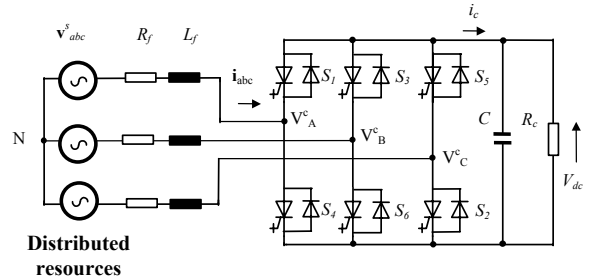 v^s_abc
R_f
L_f
i_c
i_abc
S_1
S_3
S_5
N
V^c_A
V^c_B
V^c_C
C
R_c
V_dc
S_4
S_6
S_2
Distributed
resources